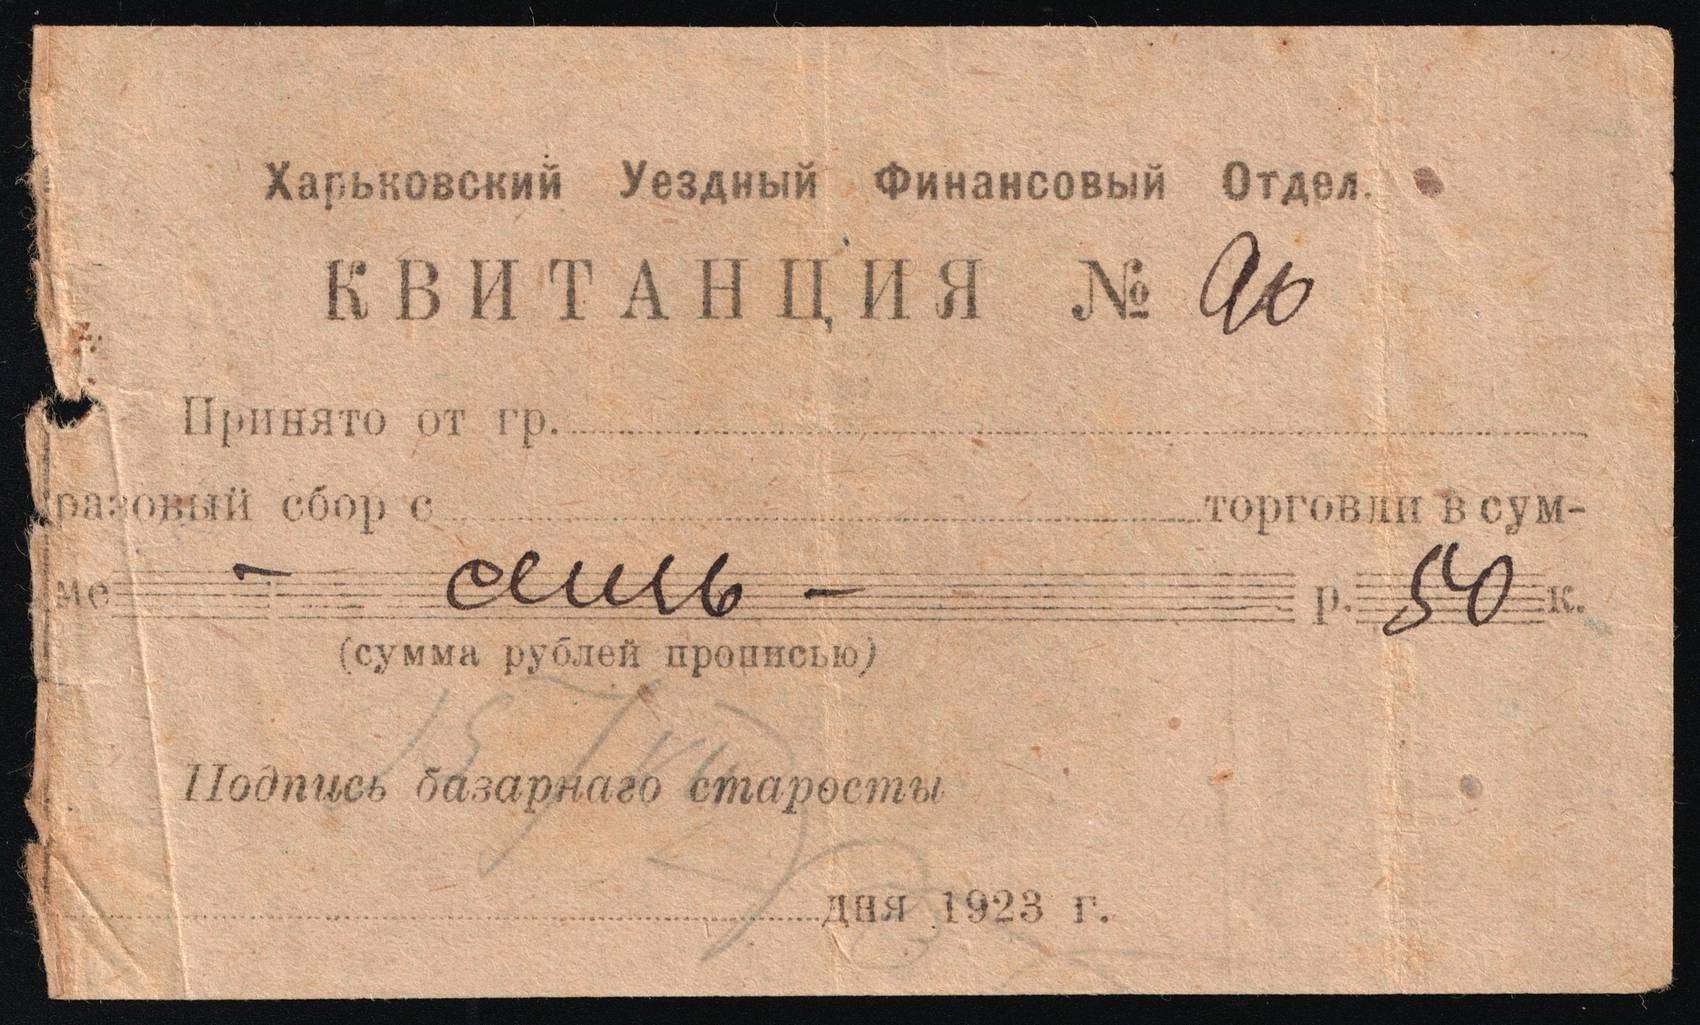 Харьковский Уездный Финансовый Отдел.
КВИТАНЦИЯ № 90
Принято от гр.
разовый сбор с торговли в сум-
ме — семь — р. 50 к.
(сумма рублей прописью)
Подпись базарнаго старосты
дня 1923 г.